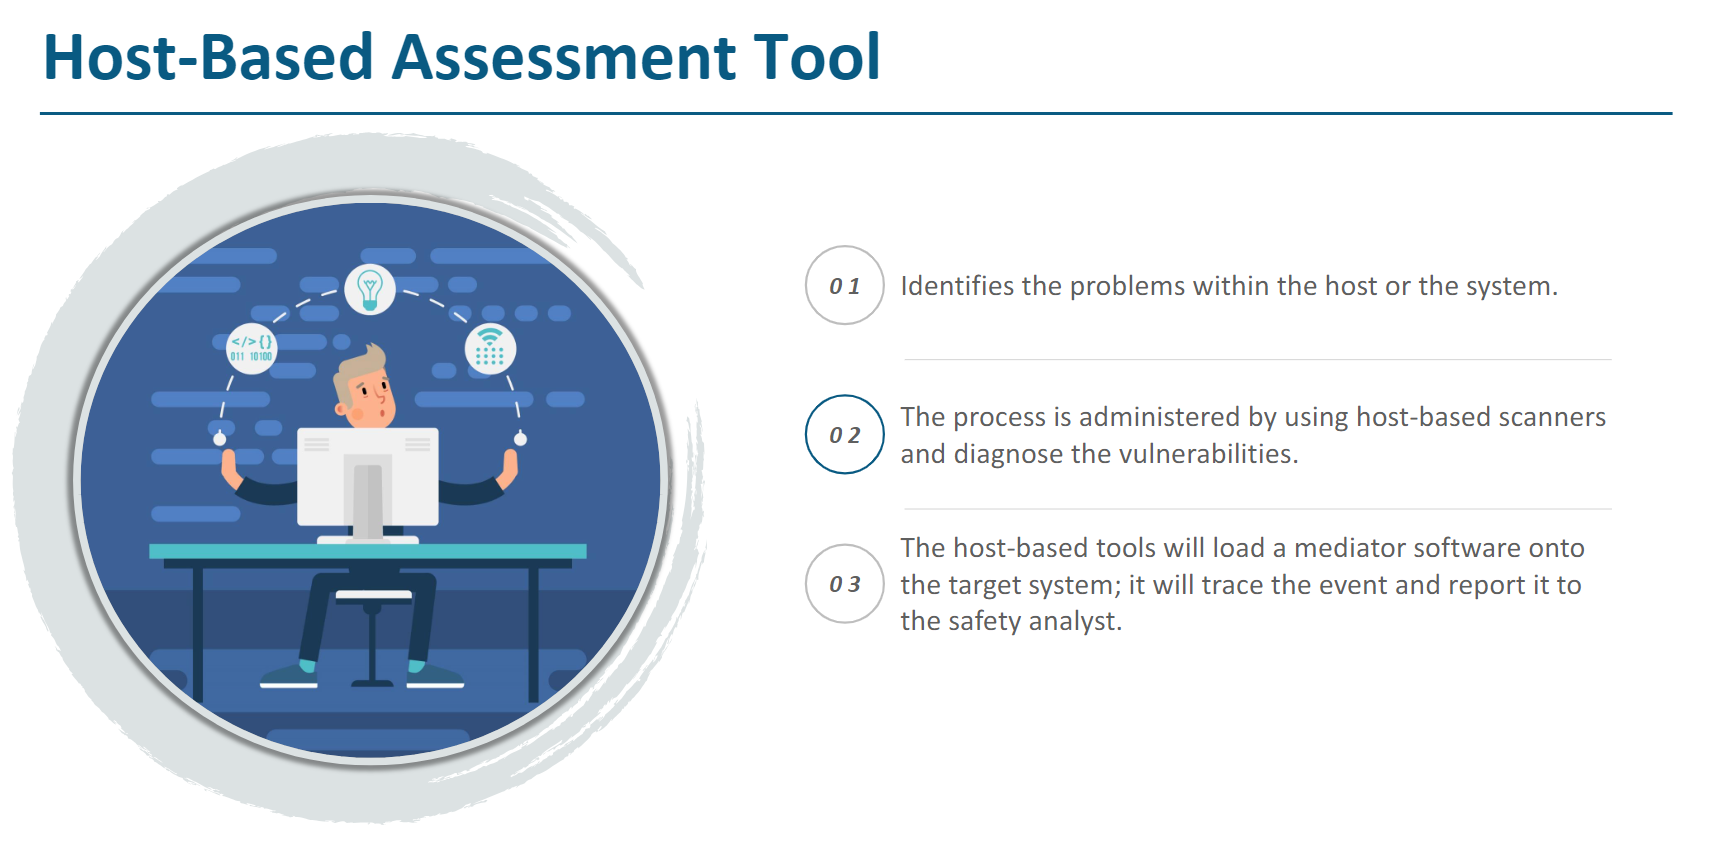 Host-Based Assessment Tool
</>{}
011 10100
01
Identifies the problems within the host or the system.
02
The process is administered by using host-based scanners
and diagnose the vulnerabilities.
03
The host-based tools will load a mediator software onto
the target system; it will trace the event and report it to
the safety analyst.